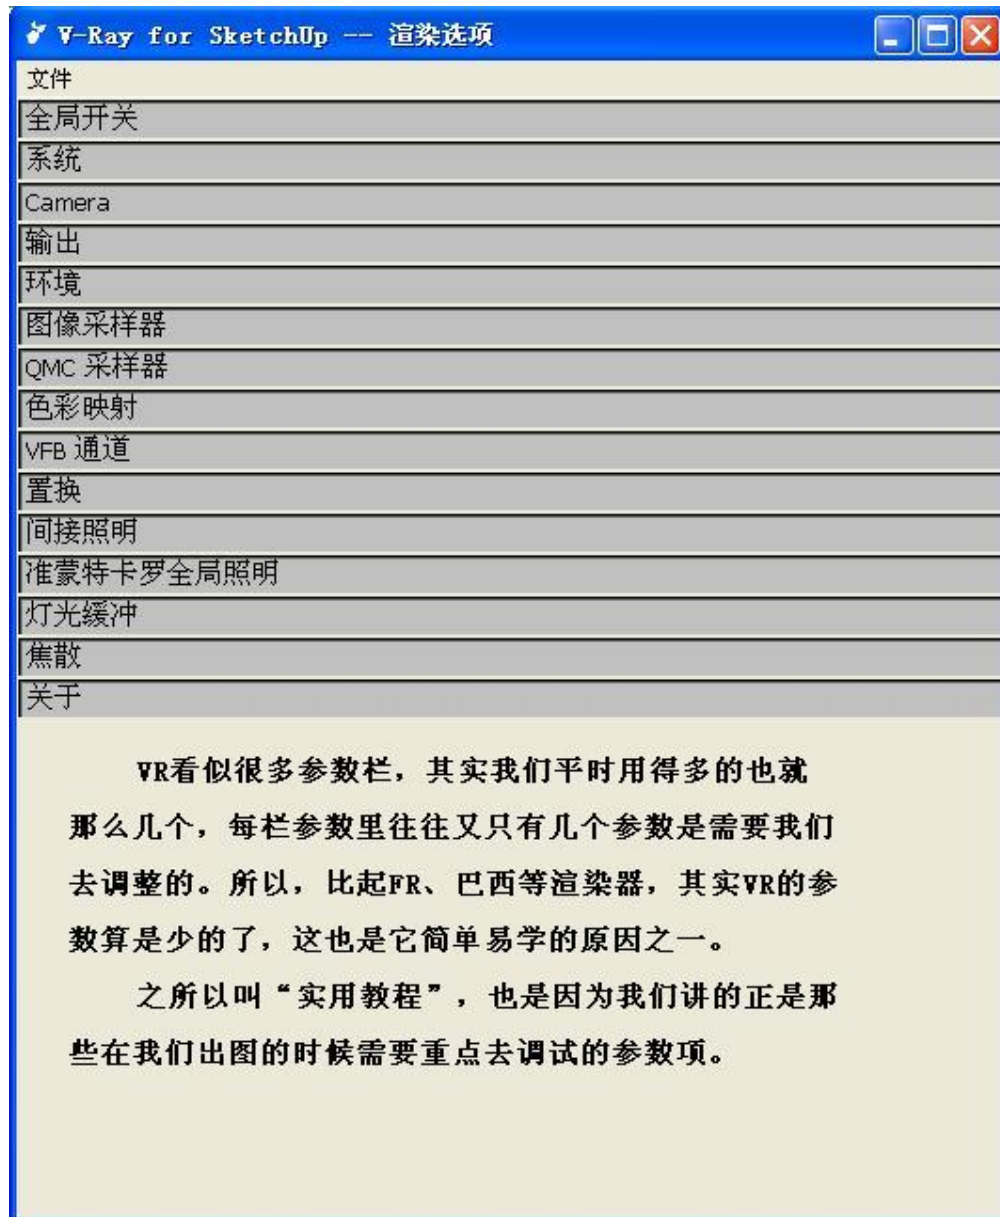 V-Ray for SketchUp -- 渲染选项
文件
全局开关
系统
Camera
输出
环境
图像采样器
QMC 采样器
色彩映射
VFB 通道
置换
间接照明
准蒙特卡罗全局照明
灯光缓冲
焦散
关于
VR看似很多参数栏，其实我们平时用得多的也就
那么几个，每栏参数里往往又只有几个参数是需要我们
去调整的。所以，比起FR、巴西等渲染器，其实VR的参
数算是少的了，这也是它简单易学的原因之一。
之所以叫“实用教程”，也是因为我们讲的正是那
些在我们出图的时候需要重点去调试的参数项。